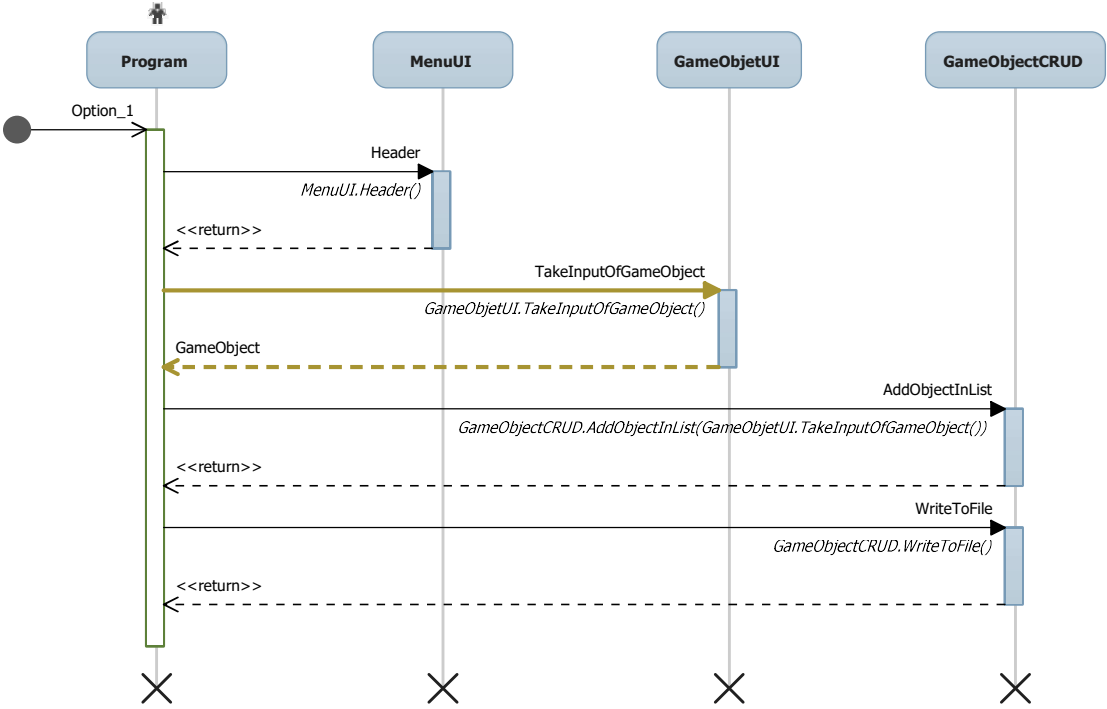 Program
MenuUI
GameObjetUI
GameObjectCRUD
Option_1
Header
MenuUI.Header()
<<return>>
TakeInputOfGameObject
GameObjetUI.TakeInputOfGameObject()
GameObject
AddObjectInList
GameObjectCRUD.AddObjectInList(GameObjetUI.TakeInputOfGameObject())
<<return>>
WriteToFile
GameObjectCRUD.WriteToFile()
<<return>>